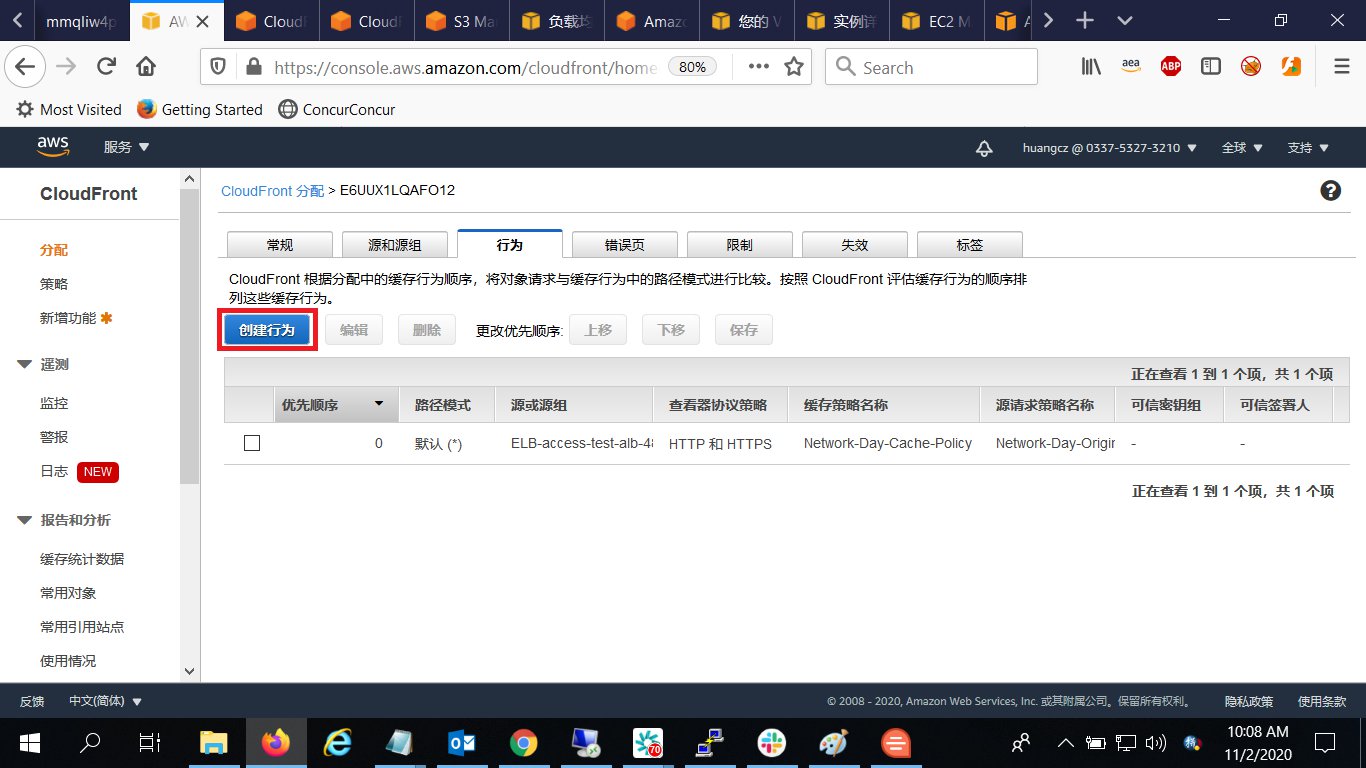 mmqliw4p
AW
CloudF
CloudF
S3 Ma
负载均
Amaz
您的 V
实例详
EC2 M
https://console.aws.amazon.com/cloudfront/home
80%
Search
aea
ABP
Most Visited
Getting Started
ConcurConcur
aws
服务
huangcz @ 0337-5327-3210
全球
支持
CloudFront
分配
策略
新增功能
遥测
监控
警报
日志 NEW
报告和分析
缓存统计数据
常用对象
常用引用站点
使用情况
CloudFront 分配 > E6UUX1LQAFO12
常规
源和源组
行为
错误页
限制
失效
标签
CloudFront 根据分配中的缓存行为顺序，将对象请求与缓存行为中的路径模式进行比较。按照 CloudFront 评估缓存行为的顺序排
列这些缓存行为。
创建行为 编辑 删除 更改优先顺序: 上移 下移 保存
正在查看 1 到 1 个项，共 1 个项
优先顺序 路径模式 源或源组 查看器协议策略 缓存策略名称 源请求策略名称 可信密钥组 可信签署人
0 默认 (*) ELB-access-test-alb-48 HTTP 和 HTTPS Network-Day-Cache-Policy Network-Day-Origin - -
正在查看 1 到 1 个项，共 1 个项
反馈
中文(简体)
© 2008 - 2020, Amazon Web Services, Inc. 或其附属公司。保留所有权利。
隐私政策
使用条款
70
10:08 AM
11/2/2020